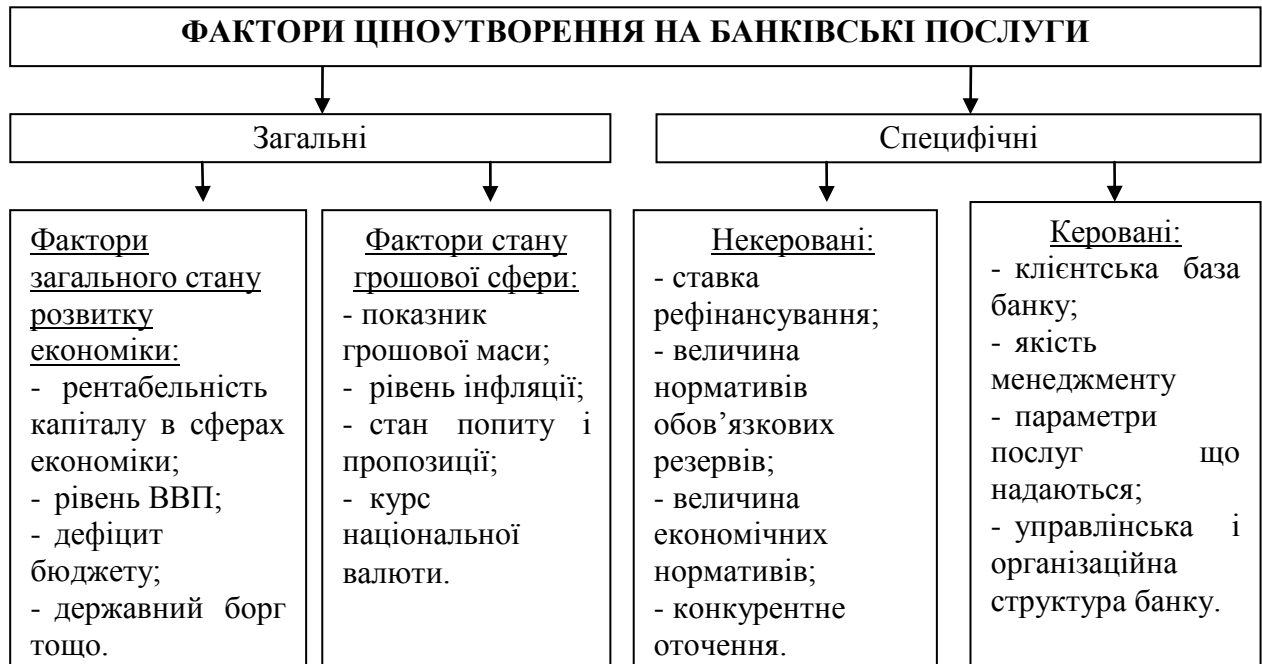 ФАКТОРИ ЦІНОУТВОРЕННЯ НА БАНКІВСЬКІ ПОСЛУГИ
Загальні
Специфічні
Фактори
загального стану
розвитку
економіки:
- рентабельність
капіталу в сферах
економіки;
- рівень ВВП;
- дефіцит
бюджету;
- державний борг
тощо.
Фактори стану
грошової сфери:
- показник
грошової маси;
- рівень інфляції;
- стан попиту і
пропозиції;
- курс
національної
валюти.
Некеровані:
- ставка
рефінансування;
- величина
нормативів
обов’язкових
резервів;
- величина
економічних
нормативів;
- конкурентне
оточення.
Керовані:
- клієнтська база
банку;
- якість
менеджменту
- параметри
послуг що
надаються;
- управлінська і
організаційна
структура банку.